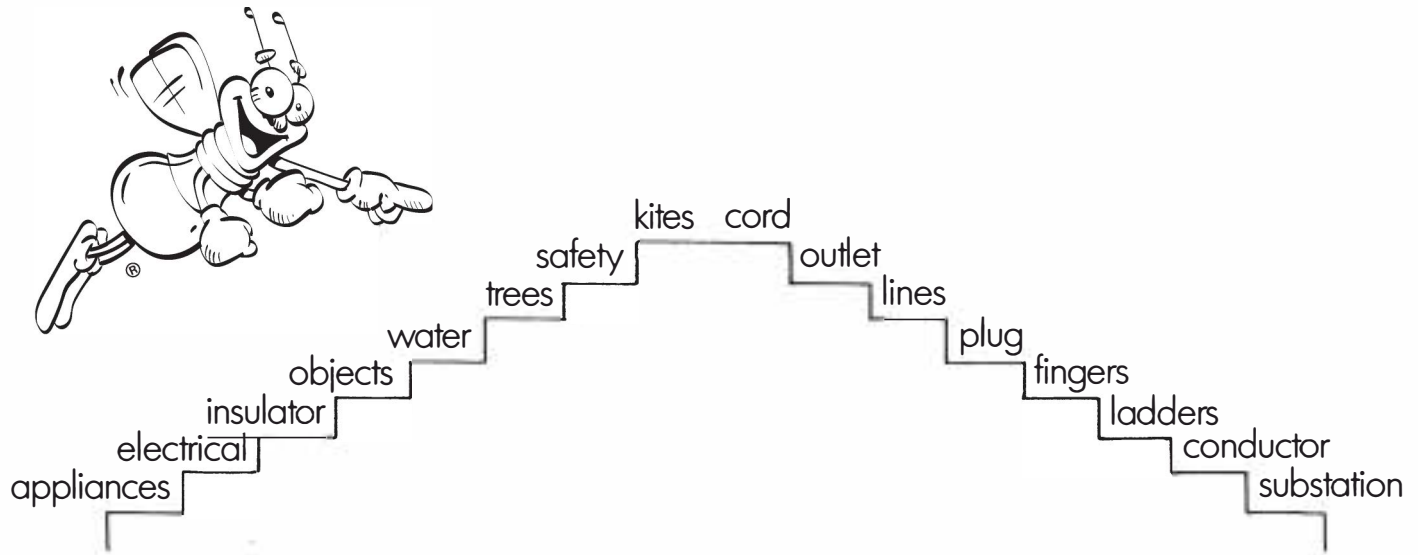 kites cord
safety outlet
trees lines
water plug
objects fingers
insulator ladders
electrical conductor
appliances substation
®